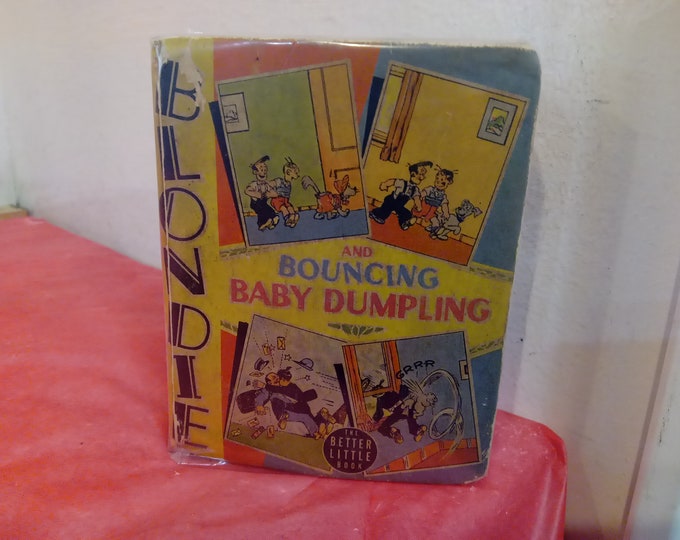 BLONDIE
AND
BOUNCING
BABY DUMPLING
GRRR
THE
BETTER
LITTLE
BOOK